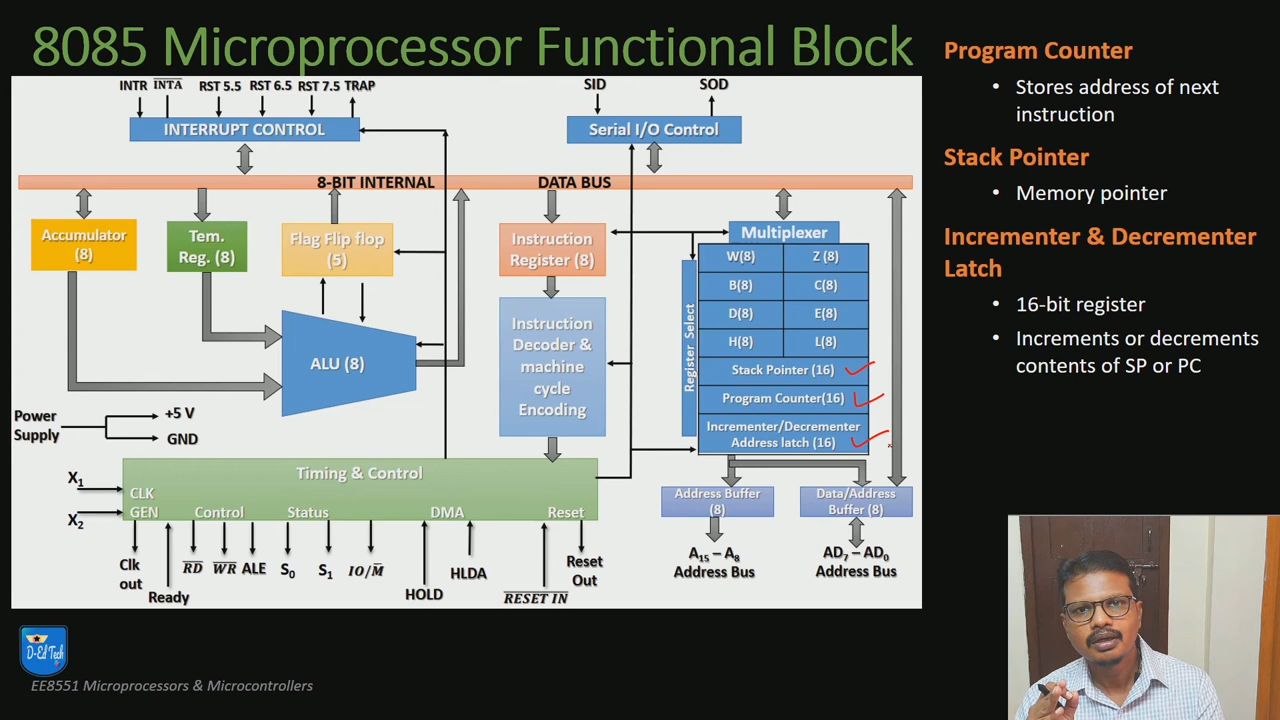 8085 Microprocessor Functional Block
INTR INTA RST 5.5 RST 6.5 RST 7.5 TRAP
SID SOD
INTERRUPT CONTROL
Serial I/O Control
8-BIT INTERNAL DATA BUS
Accumulator
(8)
Tem.
Reg. (8)
Flag Flip flop
(5)
Instruction
Register (8)
Multiplexer
W(8) Z (8)
B(8) C(8)
D(8) E(8)
H(8) L(8)
Register Select
Stack Pointer (16)
Program Counter(16)
Incrementer/Decrementer
Address latch (16)
ALU (8)
Instruction
Decoder &
machine
cycle
Encoding
Power
Supply
+5 V
GND
Timing & Control
X1
X2
CLK
GEN
Control
Status
DMA
Reset
Clk
out
Ready
RD WR ALE S0 S1 IO/M
HOLD
HLDA
RESET IN
Reset
Out
Address Buffer
(8)
Data/Address
Buffer (8)
A15 – A8
Address Bus
AD7 – AD0
Address Bus
Program Counter
• Stores address of next
instruction
Stack Pointer
• Memory pointer
Incrementer & Decrementer
Latch
• 16-bit register
• Increments or decrements
contents of SP or PC
D-Ed Tech
EE8551 Microprocessors & Microcontrollers